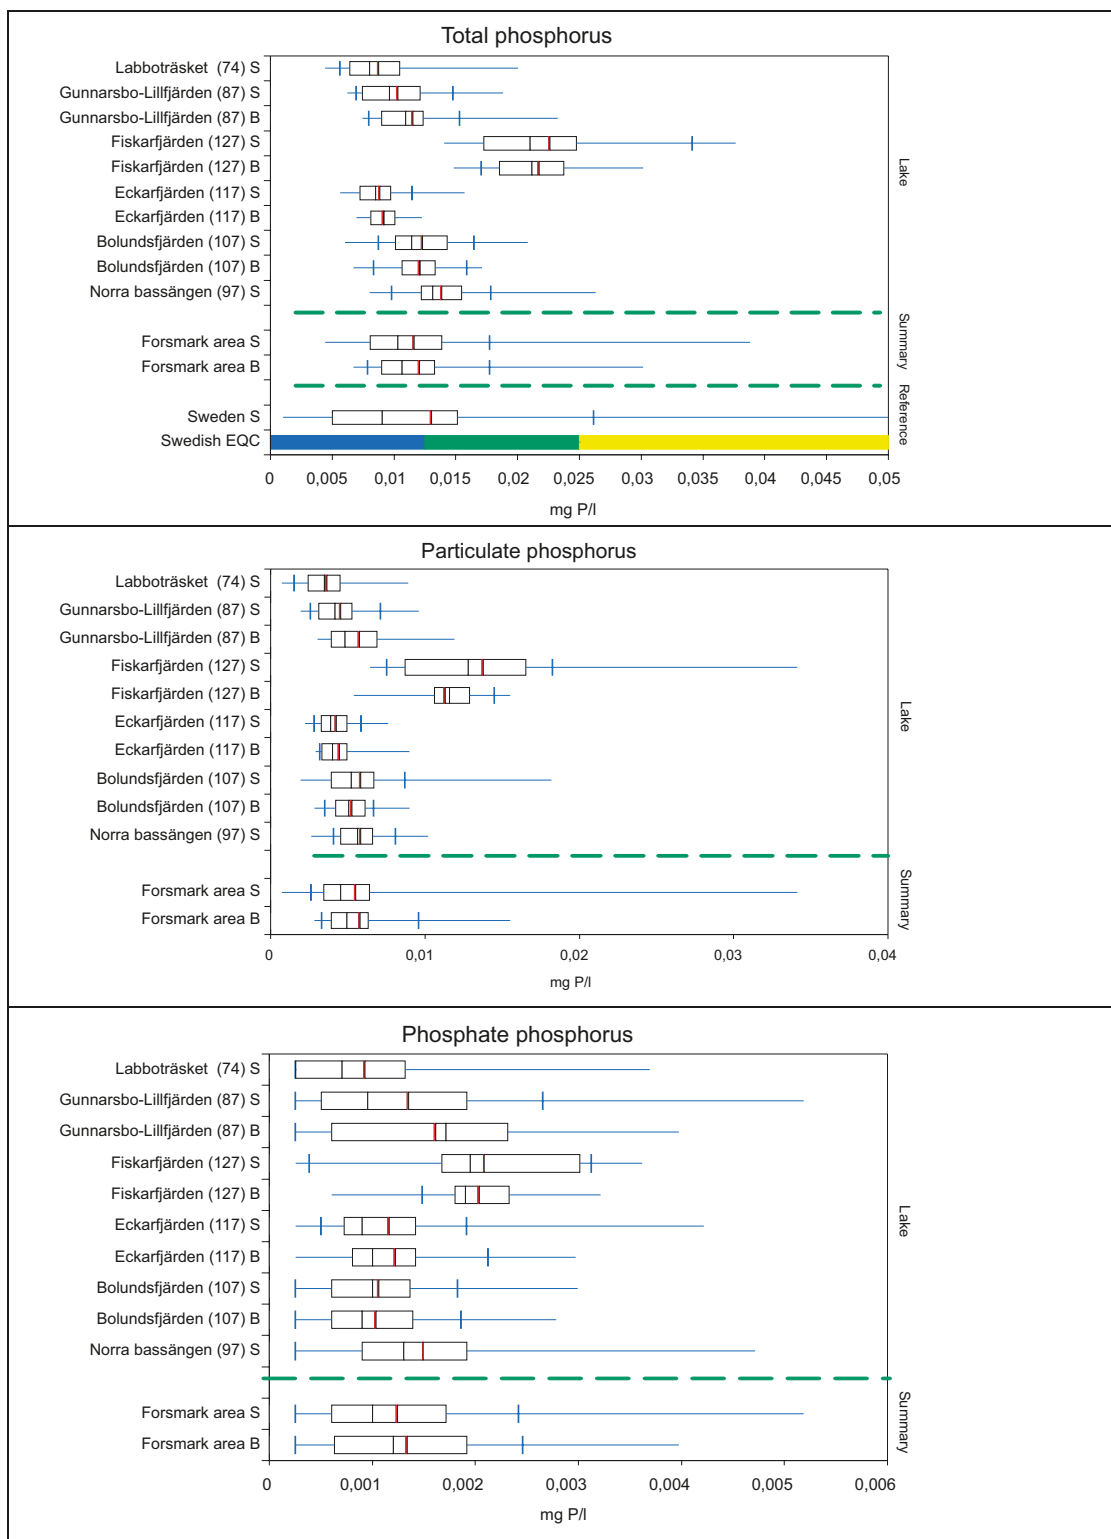 Total phosphorus
Labboträsket (74) S
Gunnarsbo-Lillfjärden (87) S
Gunnarsbo-Lillfjärden (87) B
Fiskarfjärden (127) S
Fiskarfjärden (127) B
Eckarfjärden (117) S
Eckarfjärden (117) B
Bolundsfjärden (107) S
Bolundsfjärden (107) B
Norra bassängen (97) S
Lake
Forsmark area S
Forsmark area B
Summary
Sweden S
Swedish EQC
Reference
0 0,005 0,01 0,015 0,02 0,025 0,03 0,035 0,04 0,045 0,05
mg P/l
Particulate phosphorus
Labboträsket (74) S
Gunnarsbo-Lillfjärden (87) S
Gunnarsbo-Lillfjärden (87) B
Fiskarfjärden (127) S
Fiskarfjärden (127) B
Eckarfjärden (117) S
Eckarfjärden (117) B
Bolundsfjärden (107) S
Bolundsfjärden (107) B
Norra bassängen (97) S
Lake
Forsmark area S
Forsmark area B
Summary
0 0,01 0,02 0,03 0,04
mg P/l
Phosphate phosphorus
Labboträsket (74) S
Gunnarsbo-Lillfjärden (87) S
Gunnarsbo-Lillfjärden (87) B
Fiskarfjärden (127) S
Fiskarfjärden (127) B
Eckarfjärden (117) S
Eckarfjärden (117) B
Bolundsfjärden (107) S
Bolundsfjärden (107) B
Norra bassängen (97) S
Lake
Forsmark area S
Forsmark area B
Summary
0 0,001 0,002 0,003 0,004 0,005 0,006
mg P/l